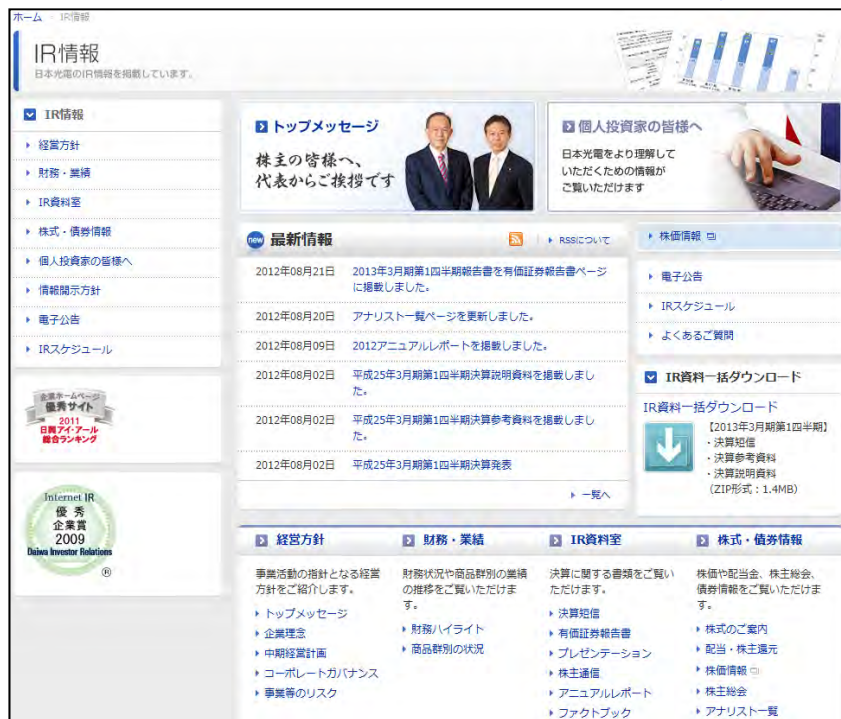 ホーム > IR情報
IR情報
日本光電のIR情報を掲載しています。
IR情報
経営方針
財務・業績
IR資料室
株式・債券情報
個人投資家の皆様へ
情報開示方針
電子公告
IRスケジュール
企業ホームページ
優秀サイト
2011
日興アイ・アール
総合ランキング
Internet IR
優秀
企業賞
2009
Daiwa Investor Relations
®
トップメッセージ
株主の皆様へ、
代表からご挨拶です
個人投資家の皆様へ
日本光電をより理解して
いただくための情報が
ご覧いただけます
new 最新情報
RSSについて
2012年08月21日 2013年3月期第1四半期報告書を有価証券報告書ページ
に掲載しました。
2012年08月20日 アナリスト一覧ページを更新しました。
2012年08月09日 2012アニュアルレポートを掲載しました。
2012年08月02日 平成25年3月期第1四半期決算説明資料を掲載しまし
た。
2012年08月02日 平成25年3月期第1四半期決算参考資料を掲載しまし
た。
2012年08月02日 平成25年3月期第1四半期決算発表
一覧へ
株価情報
電子公告
IRスケジュール
よくあるご質問
IR資料一括ダウンロード
IR資料一括ダウンロード
【2013年3月期第1四半期】
・決算短信
・決算参考資料
・決算説明資料
(ZIP形式:1.4MB)
経営方針
事業活動の指針となる経営
方針をご紹介します。
トップメッセージ
企業理念
中期経営計画
コーポレートガバナンス
事業等のリスク
財務・業績
財務状況や商品群別の業績
の推移をご覧いただけま
す。
財務ハイライト
商品群別の状況
IR資料室
決算に関する書類をご覧い
ただけます。
決算短信
有価証券報告書
プレゼンテーション
株主通信
アニュアルレポート
ファクトブック
株式・債券情報
株価や配当金、株主総会、
債券情報をご覧いただけま
す。
株式のご案内
配当・株主還元
株価情報
株主総会
アナリスト一覧